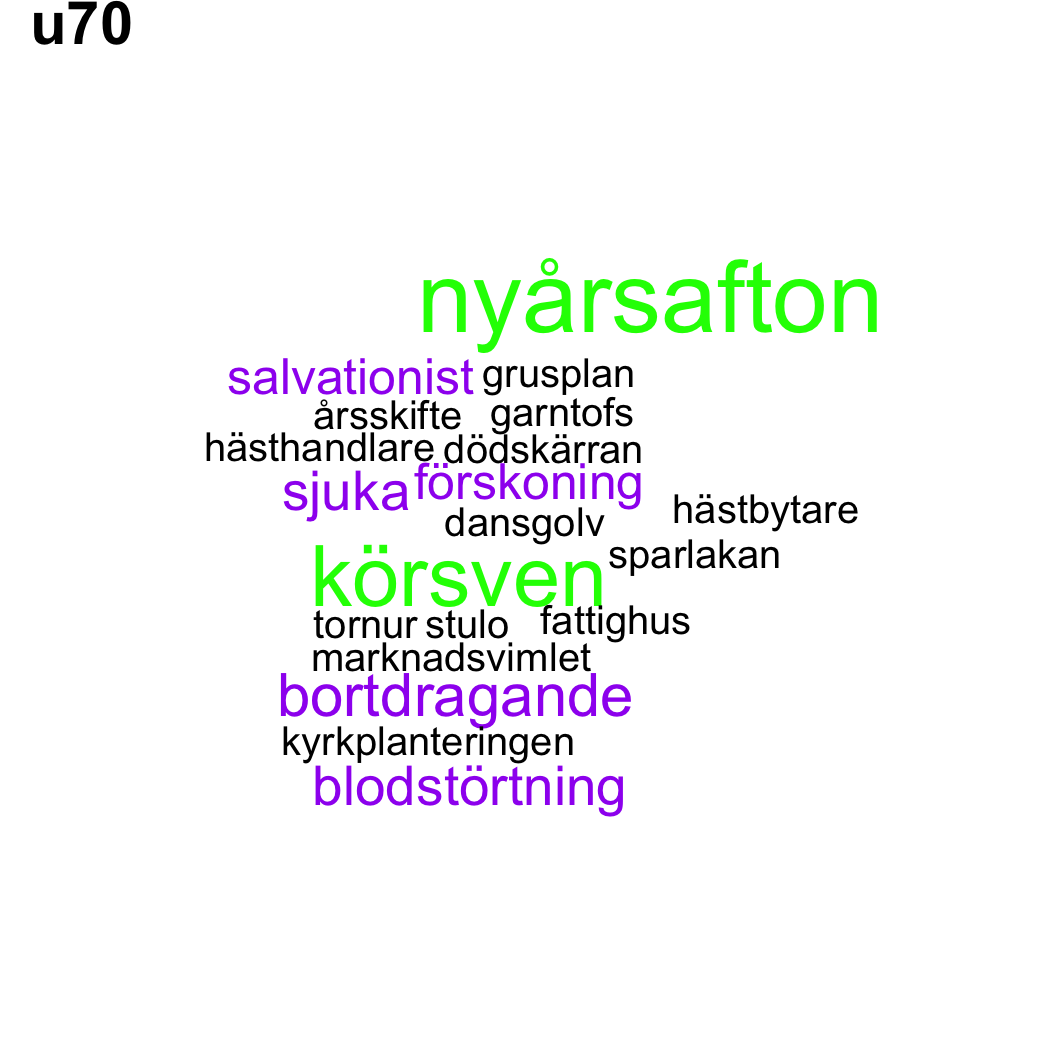 u70
nyårsafton
salvationist grusplan
årsskifte garntofs
hästhandlare dödskärran
sjuka förskoning
hästbytare
dansgolv
sparlakan
körsven
tornur stulo fattighus
marknadsvimlet
bortdragande
kyrkplanteringen
blodstörtning